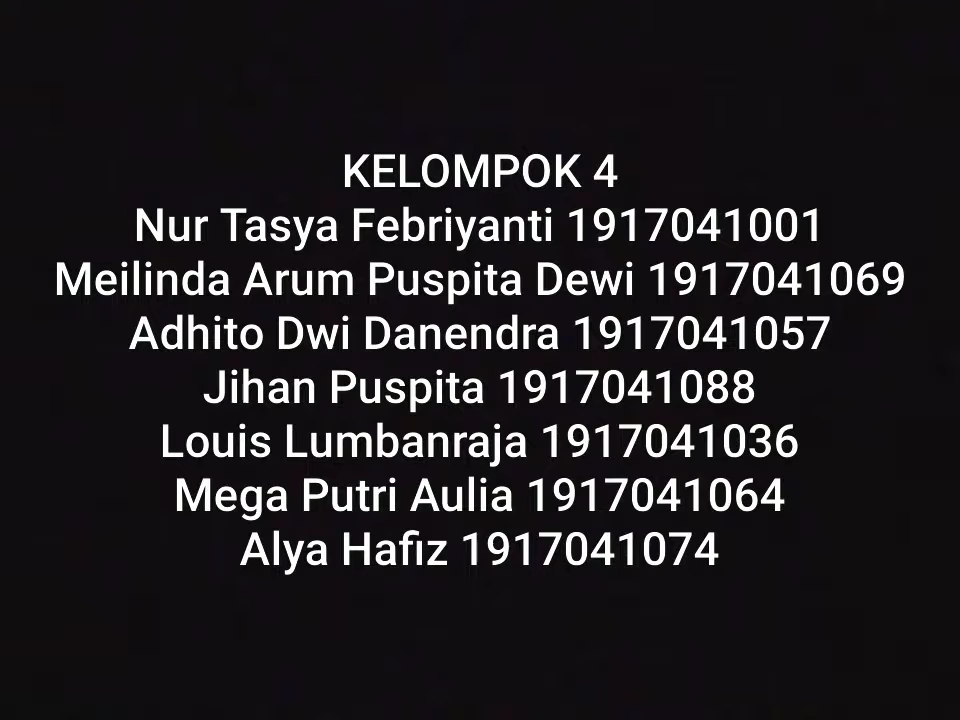 KELOMPOK 4
Nur Tasya Febriyanti 1917041001
Meilinda Arum Puspita Dewi 1917041069
Adhito Dwi Danendra 1917041057
Jihan Puspita 1917041088
Louis Lumbanraja 1917041036
Mega Putri Aulia 1917041064
Alya Hafiz 1917041074